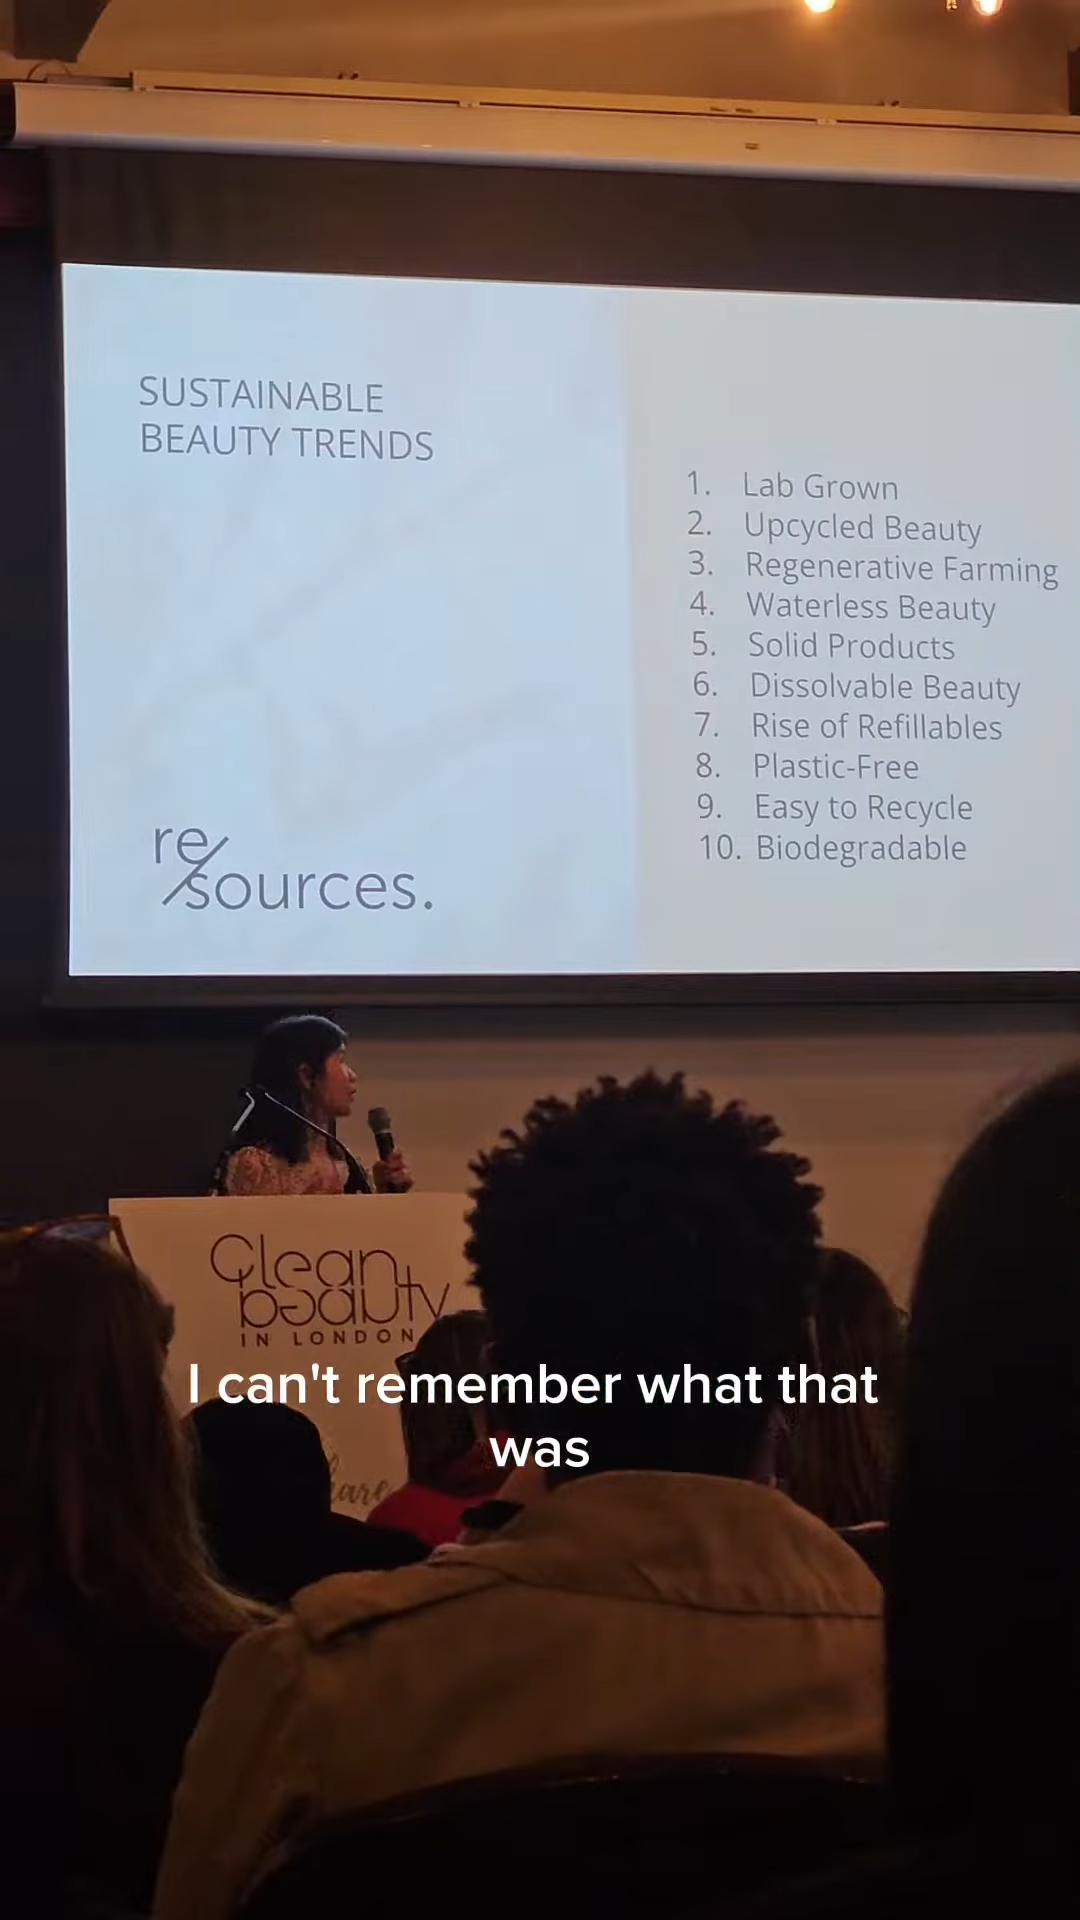 SUSTAINABLE
BEAUTY TRENDS
1. Lab Grown
2. Upcycled Beauty
3. Regenerative Farming
4. Waterless Beauty
5. Solid Products
6. Dissolvable Beauty
7. Rise of Refillables
8. Plastic-Free
9. Easy to Recycle
10. Biodegradable
re/
sources.
Clean
beauty
IN LONDON
I can't remember what that
was